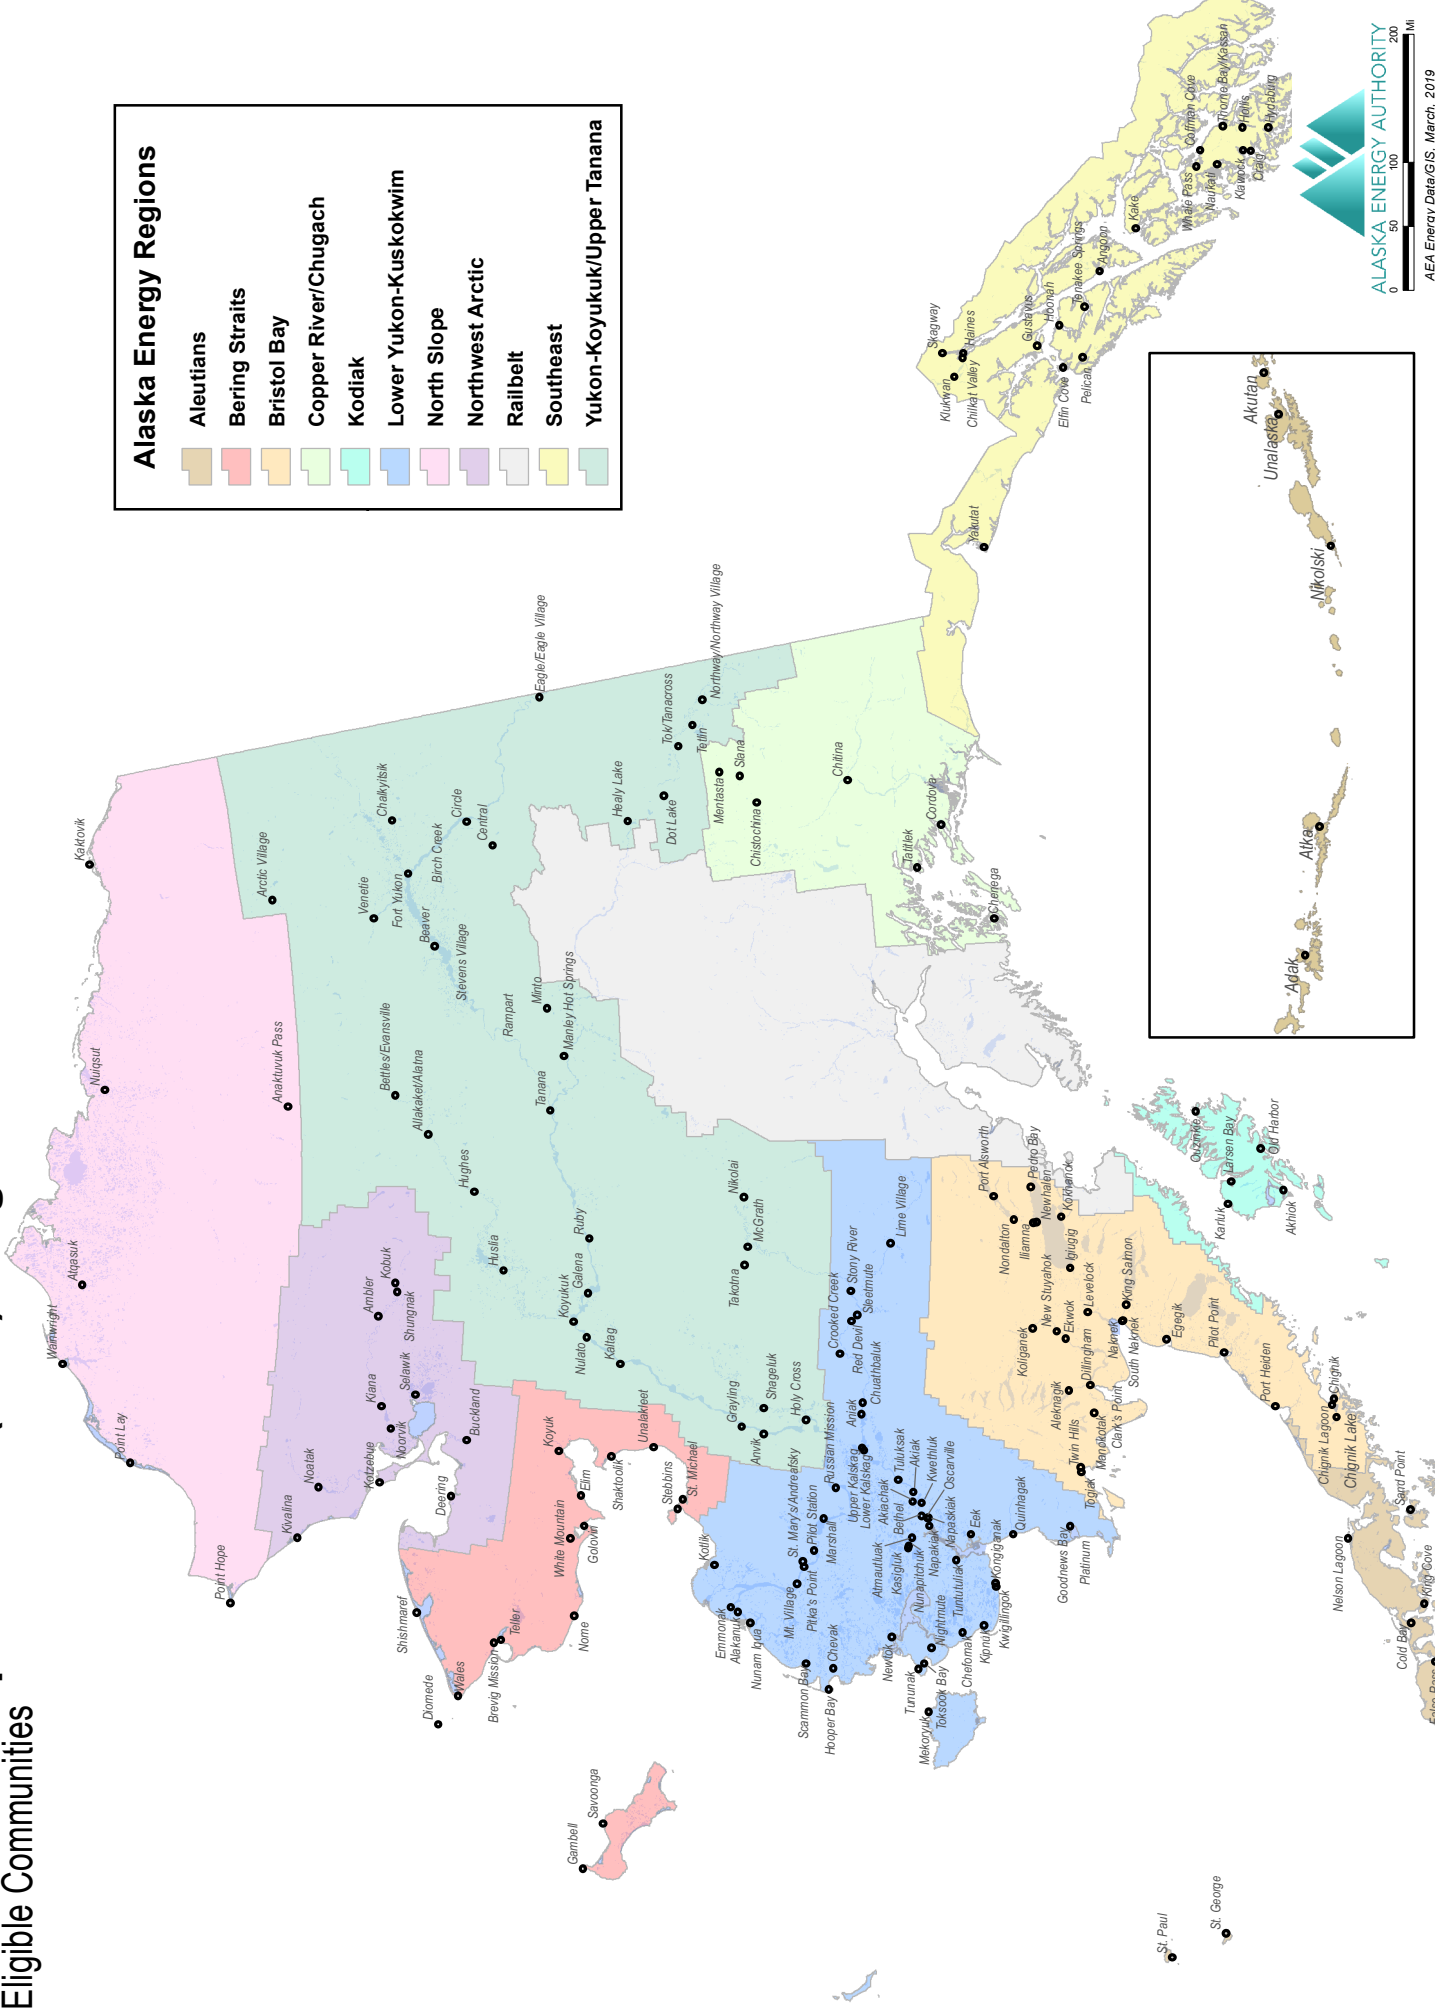 Eligible Communities
Alaska Energy Regions
Aleutians
Bering Straits
Bristol Bay
Copper River/Chugach
Kodiak
Lower Yukon-Kuskokwim
North Slope
Northwest Arctic
Railbelt
Southeast
Yukon-Koyukuk/Upper Tanana
Kaktovik
Nuiqsut
Atqasuk
Wainwright
Point Lay
Point Hope
Anaktuvuk Pass
Arctic Village
Venetie
Chalkyitsik
Fort Yukon
Birch Creek
Circle
Central
Beaver
Stevens Village
Rampart
Minto
Manley Hot Springs
Tanana
Bettles/Evansville
Allakaket/Alatna
Hughes
Huslia
Ruby
Galena
Koyukuk
Nulato
Kaltag
Nikolai
McGrath
Takotna
Grayling
Anvik
Shageluk
Holy Cross
Eagle/Eagle Village
Healy Lake
Dot Lake
Tok/Tanacross
Tetlin
Northway/Northway Village
Mentasta
Slana
Chistochina
Chitina
Cordova
Tatitlek
Chenega
Kivalina
Noatak
Kotzebue
Noorvik
Kiana
Selawik
Ambler
Kobuk
Shungnak
Buckland
Deering
Shishmaref
Diomede
Wales
Brevig Mission
Teller
Nome
White Mountain
Golovin
Elim
Koyuk
Shaktoolik
Unalakleet
Stebbins
St. Michael
Gambell
Savoonga
Kotlik
Emmonak
Alakanuk
Nunam Iqua
Mt. Village
Pitka's Point
St. Mary's/Andreafsky
Pilot Station
Marshall
Russian Mission
Scammon Bay
Hooper Bay
Chevak
Newtok
Tununak
Toksook Bay
Nightmute
Mekoryuk
Chefornak
Kipnuk
Kwigillingok
Kongiganak
Tuntutuliak
Eek
Quinhagak
Goodnews Bay
Platinum
Atmautluak
Kasigluk
Nunapitchuk
Napakiak
Napaskiak
Oscarville
Bethel
Kwethluk
Akiachak
Akiak
Tuluksak
Upper Kalskag
Lower Kalskag
Aniak
Chuathbaluk
Crooked Creek
Red Devil
Sleetmute
Stony River
Lime Village
Port Alsworth
Nondalton
Pedro Bay
Iliamna
Newhalen
Kokhanok
Igiugig
Levelock
New Stuyahok
Koliganek
Ekwok
Dillingham
Aleknagik
Manokotak
Clark's Point
Twin Hills
Togiak
King Salmon
Naknek
South Naknek
Egegik
Pilot Point
Port Heiden
Chignik
Chignik Lagoon
Chignik Lake
Ouzinkie
Larsen Bay
Karluk
Old Harbor
Akhiok
Sand Point
Nelson Lagoon
King Cove
Cold Bay
St. Paul
St. George
Yakutat
Skagway
Haines
Klukwan
Chilkat Valley
Gustavus
Hoonah
Elfin Cove
Pelican
Tenakee Springs
Angoon
Kake
Whale Pass
Coffman Cove
Naukati
Thorne Bay/Kassan
Klawock
Hollis
Craig
Hydaburg
Adak
Atka
Nikolski
Unalaska
Akutan
ALASKA ENERGY AUTHORITY
0 50 100 200
Mi
AEA Energy Data/GIS. March, 2019